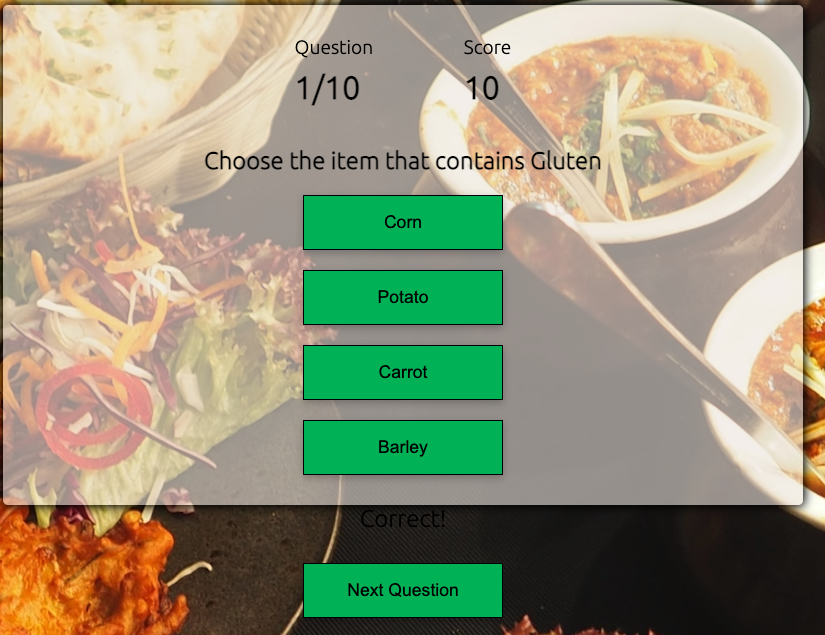 Question Score
1/10 10
Choose the item that contains Gluten
Corn
Potato
Carrot
Barley
Correct!
Next Question